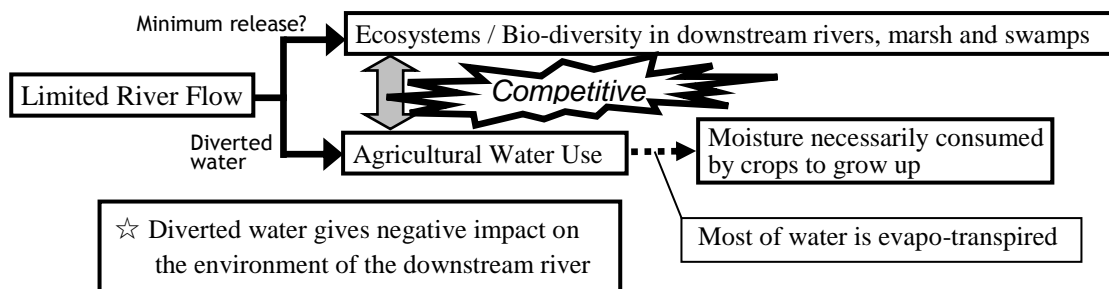 Minimum release?
Ecosystems / Bio-diversity in downstream rivers, marsh and swamps
Limited River Flow
Competitive
Diverted
water
Agricultural Water Use
Moisture necessarily consumed
by crops to grow up
☆ Diverted water gives negative impact on
the environment of the downstream river
Most of water is evapo-transpired